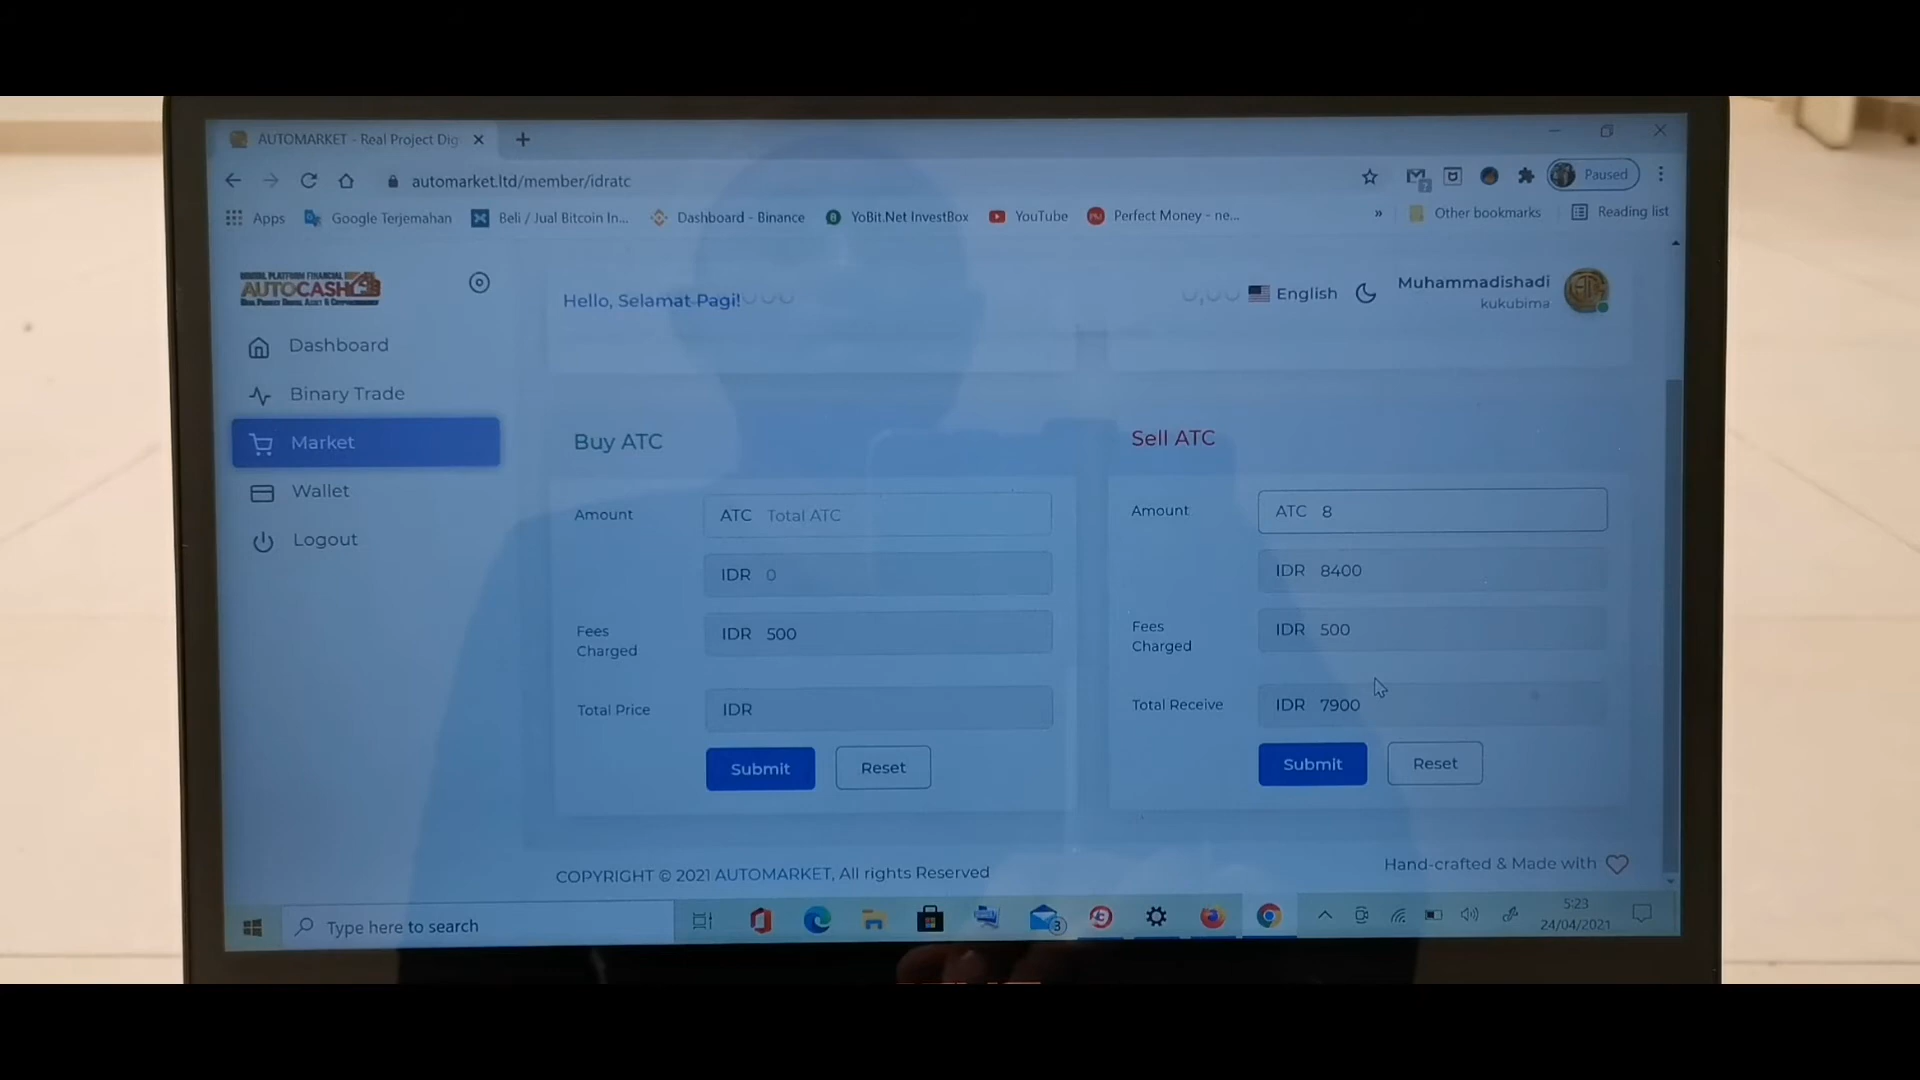 AUTOMARKET - Real Project Dig
automarket.ltd/member/idratc
Paused
Apps
Google Terjemahan
Beli / Jual Bitcoin In...
Dashboard - Binance
YoBit.Net InvestBox
YouTube
Perfect Money - ne...
»
Other bookmarks
Reading list
DIGITAL PLATFORM FINANCIAL
AUTOCASH
Hello, Selamat Pagi!
English
Muhammadishadi
kukubima
Dashboard
Binary Trade
Market
Wallet
Logout
Buy ATC
Amount
ATC Total ATC
IDR 0
Fees
Charged
IDR 500
Total Price
IDR
Submit
Reset
Sell ATC
Amount
ATC 8
IDR 8400
Fees
Charged
IDR 500
Total Receive
IDR 7900
Submit
Reset
COPYRIGHT © 2021 AUTOMARKET, All rights Reserved
Hand-crafted & Made with
Type here to search
3
5:23
24/04/2021